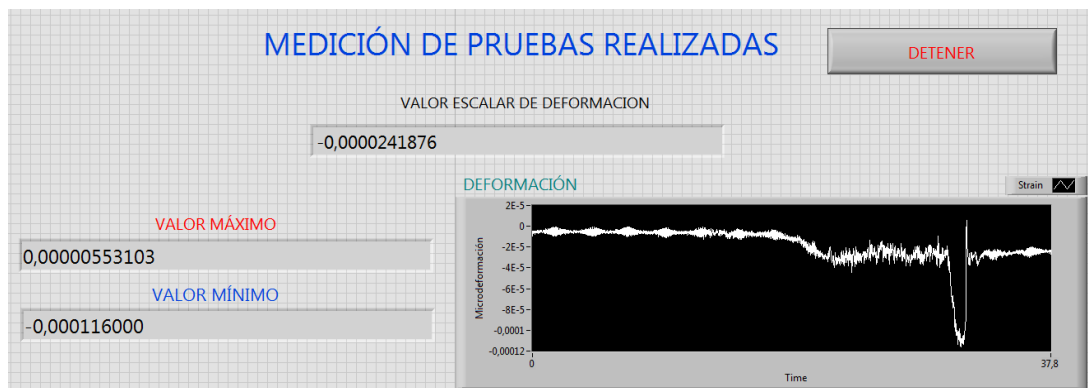 MEDICIÓN DE PRUEBAS REALIZADAS
DETENER
VALOR ESCALAR DE DEFORMACION
-0,0000241876
DEFORMACIÓN
Strain
VALOR MÁXIMO
0,00000553103
VALOR MÍNIMO
-0,000116000
Microdeformación
2E-5
0
-2E-5
-4E-5
-6E-5
-8E-5
-0,0001
-0,00012
0
37,8
Time